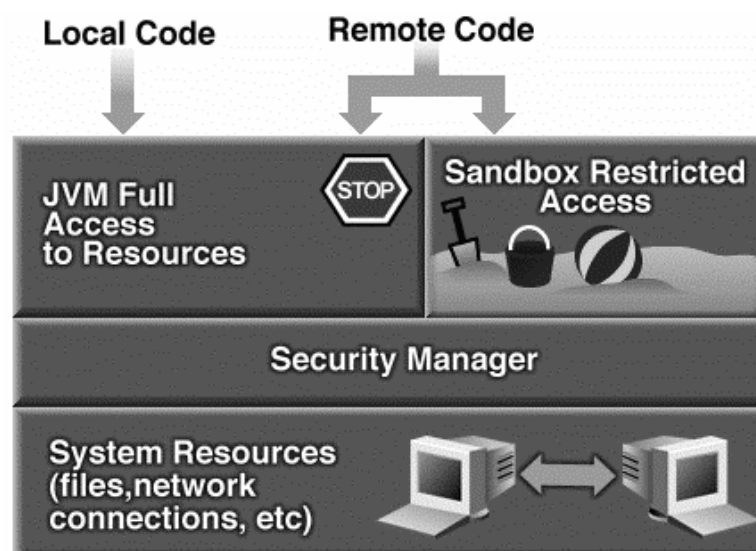 Local Code
Remote Code
JVM Full
Access
to Resources
STOP
Sandbox Restricted
Access
Security Manager
System Resources
(files,network
connections, etc)